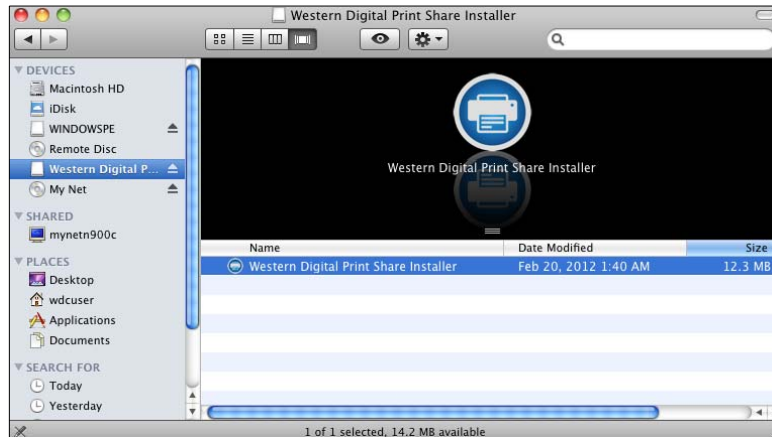 Western Digital Print Share Installer
DEVICES
Macintosh HD
iDisk
WINDOWSPE
Remote Disc
Western Digital P...
My Net
SHARED
mynetn900c
PLACES
Desktop
wdcuser
Applications
Documents
SEARCH FOR
Today
Yesterday
Western Digital Print Share Installer
Name Date Modified Size
Western Digital Print Share Installer Feb 20, 2012 1:40 AM 12.3 MB
1 of 1 selected, 14.2 MB available